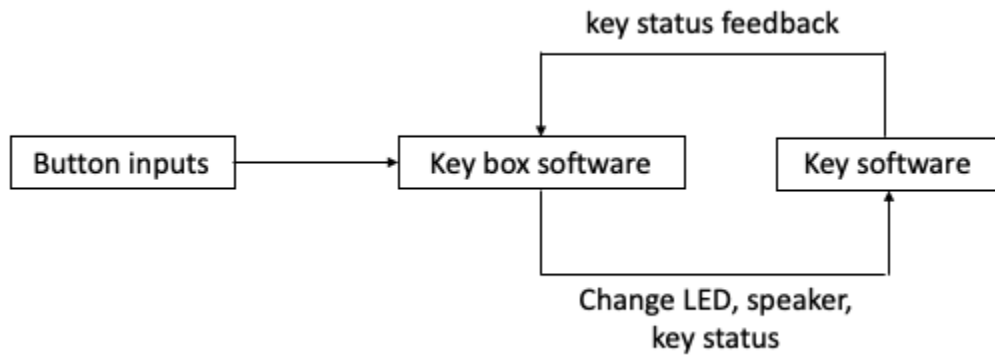 key status feedback
Button inputs
Key box software
Key software
Change LED, speaker,
key status